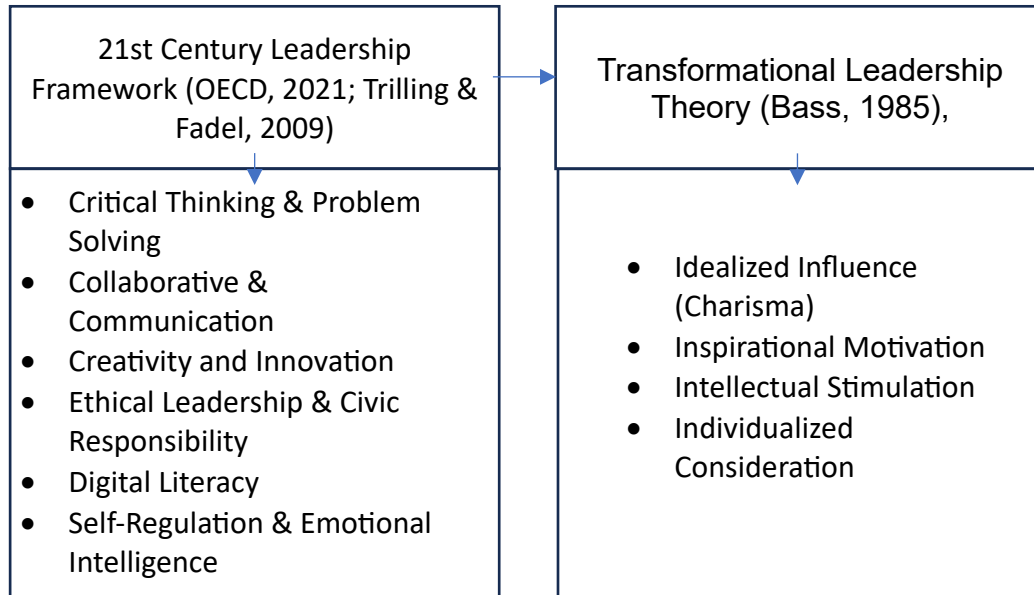 21st Century Leadership
Framework (OECD, 2021; Trilling &
Fadel, 2009)
• Critical Thinking & Problem
Solving
• Collaborative &
Communication
• Creativity and Innovation
• Ethical Leadership & Civic
Responsibility
• Digital Literacy
• Self-Regulation & Emotional
Intelligence
Transformational Leadership
Theory (Bass, 1985),
• Idealized Influence
(Charisma)
• Inspirational Motivation
• Intellectual Stimulation
• Individualized
Consideration